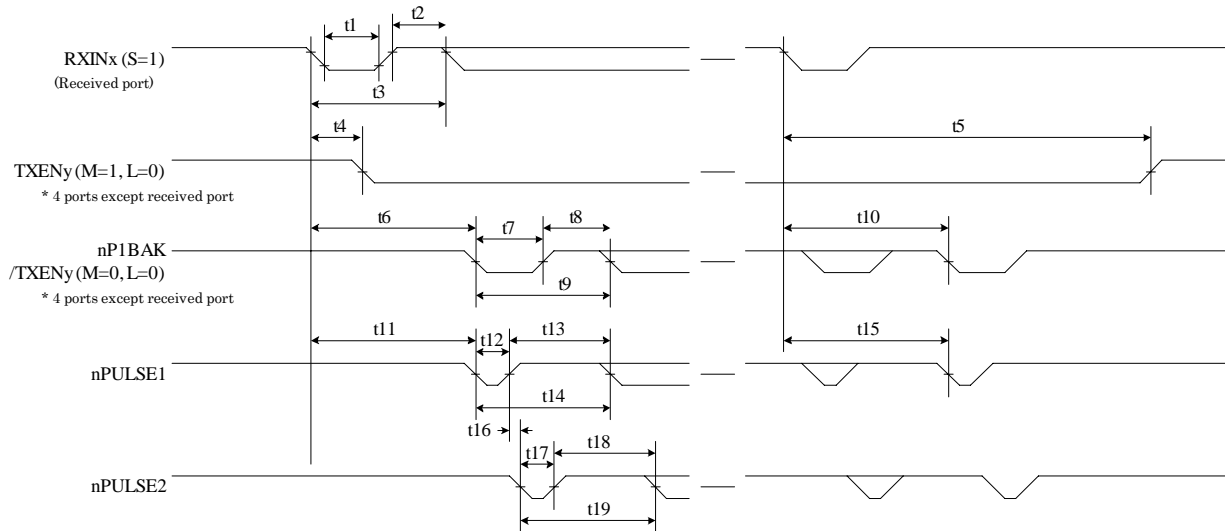 t1
t2
RXINx (S=1)
(Received port)
t3
t4
t5
TXENy (M=1, L=0)
* 4 ports except received port
t6
t7
t8
t10
nP1BAK
/TXENy (M=0, L=0)
t9
* 4 ports except received port
t11
t12
t13
t15
nPULSE1
t14
t16
t17
t18
nPULSE2
t19